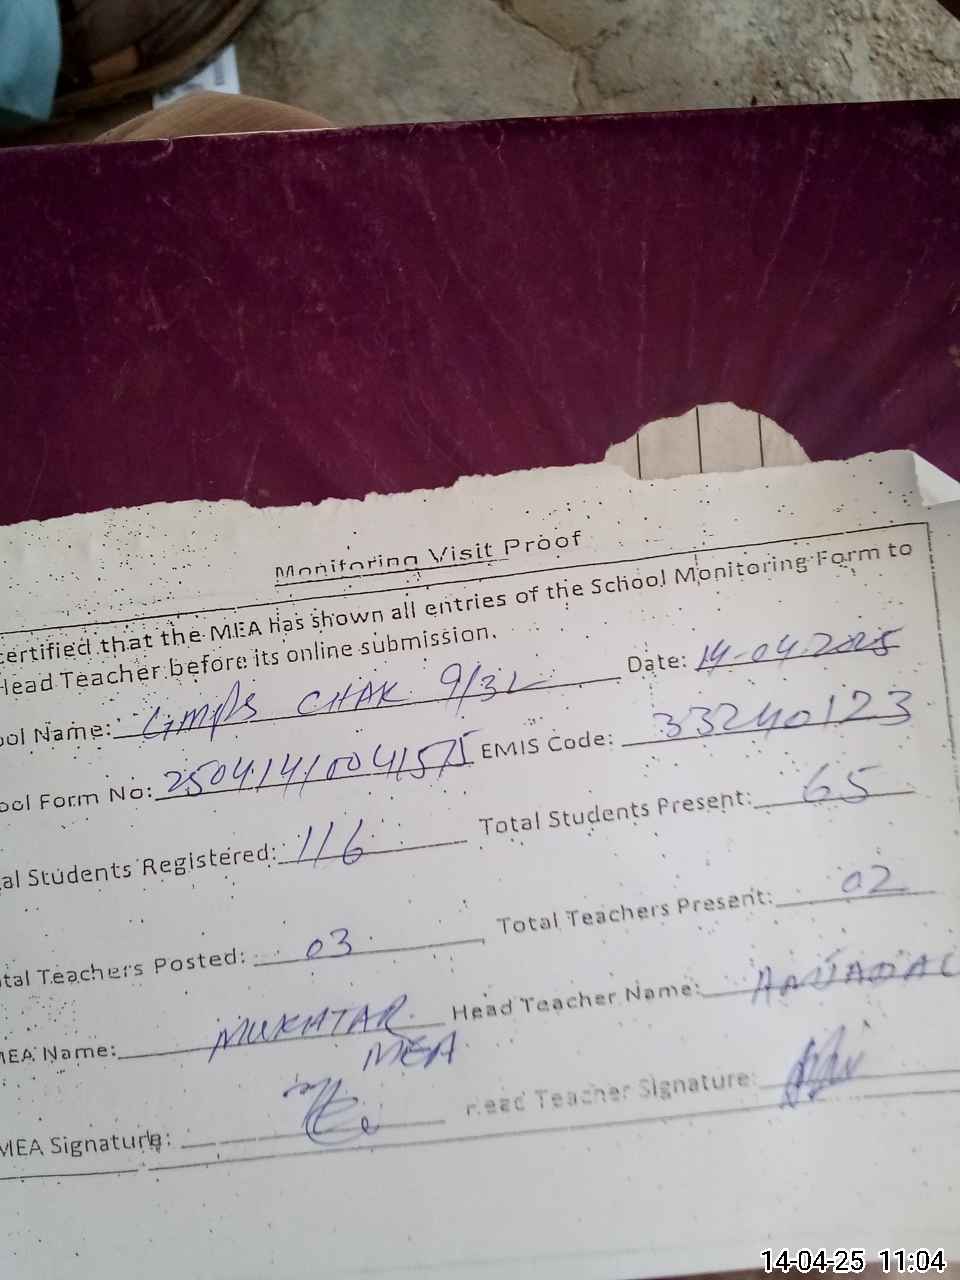 Monitoring Visit Proof
certified that the MEA has shown all entries of the School Monitoring Form to
Head Teacher before its online submission.
ool Name: GMPS CHAK 9/3L Date: 14-04-2025
ool Form No: 25041410041575 EMIS Code: 33240123
al Students Registered: 116 Total Students Present: 65
tal Teachers Posted: 03 Total Teachers Present: 02
MEA Name: MUKHTAR Head Teacher Name:
MEA
MEA Signature: Head Teacher Signature:
14-04-25 11:04